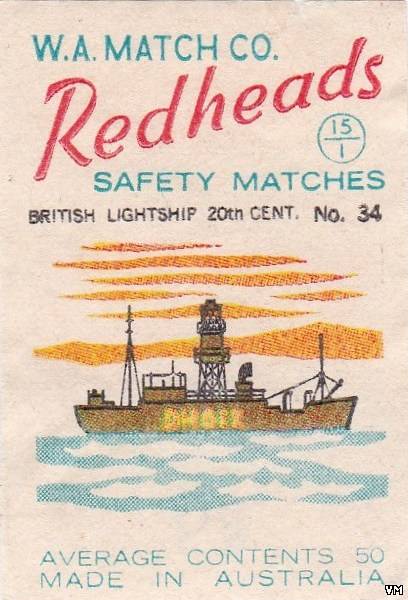 W.A. MATCH CO.
Redheads
15
1
SAFETY MATCHES
BRITISH LIGHTSHIP 20th CENT. No. 34
AVERAGE CONTENTS 50
MADE IN AUSTRALIA
VM